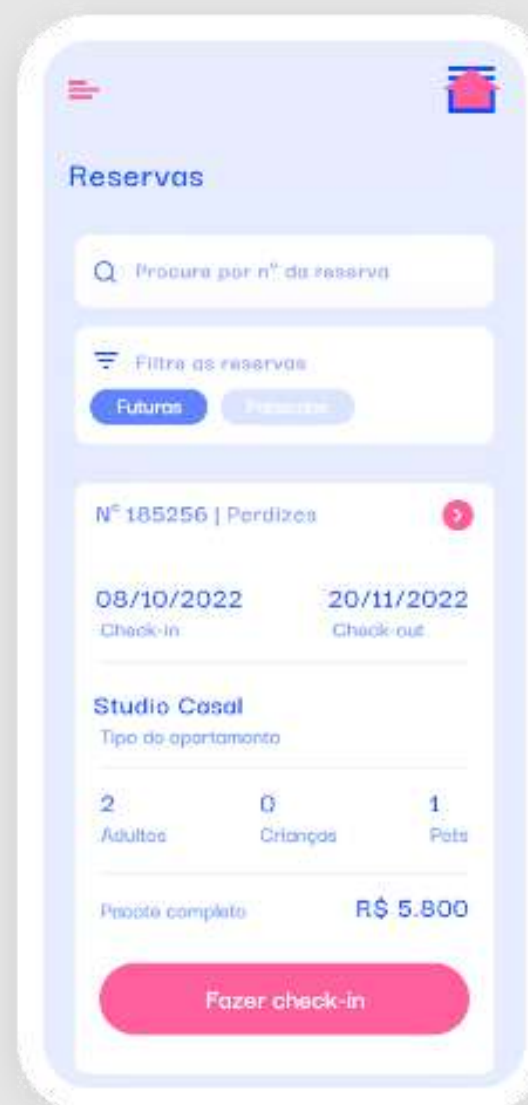 Reservas
Procure por n° da reserva
Filtre as reservas
Futuras Passadas
N° 185256 | Perdizes
08/10/2022 20/11/2022
Check-in Check-out
Studio Casal
Tipo do apartamento
2 0 1
Adultos Crianças Pets
Pacote completo R$ 5.800
Fazer check-in